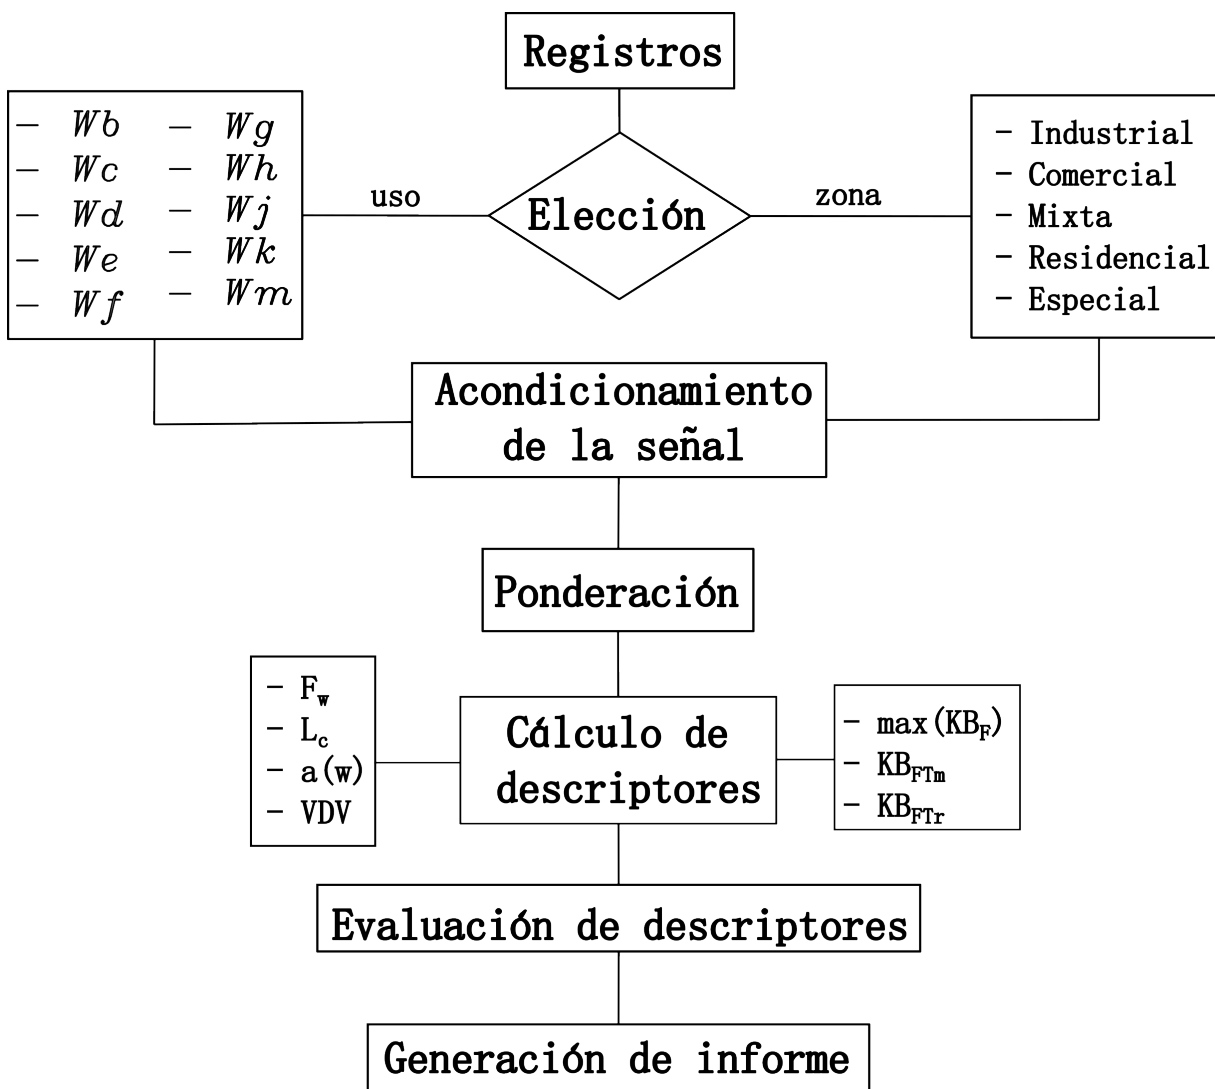 Registros
- Wb
- Wc
- Wd
- We
- Wf
- Wg
- Wh
- Wj
- Wk
- Wm
uso
Elección
zona
- Industrial
- Comercial
- Mixta
- Residencial
- Especial
Acondicionamiento
de la señal
Ponderación
- F_w
- L_c
- a(w)
- VDV
Cálculo de
descriptores
- max(KB_F)
- KB_FTm
- KB_FTr
Evaluación de descriptores
Generación de informe